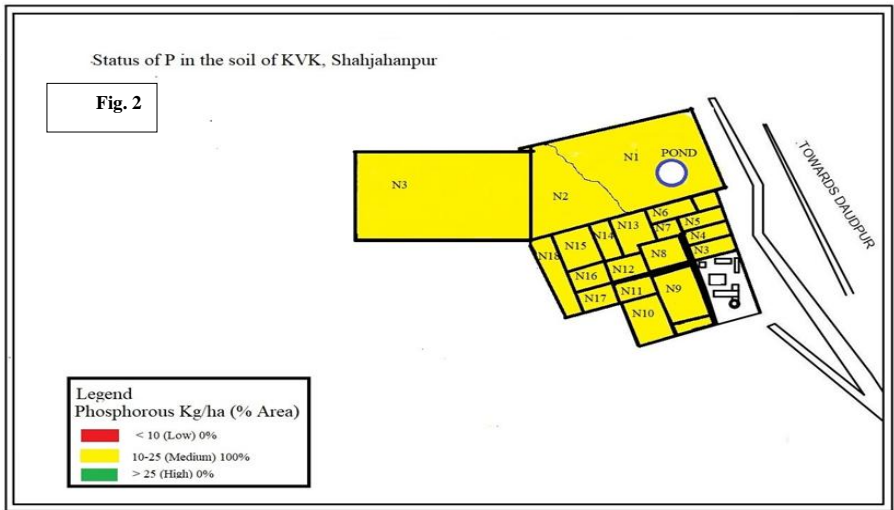 Status of P in the soil of KVK, Shahjahanpur
Fig. 2
N1
POND
N3
N2
TOWARDS DAUDPUR
N6
N13
N5
N7
N14
N4
N15
N3
N8
N18
N12
N16
N11
N9
N17
N10
Legend
Phosphorous Kg/ha (% Area)
< 10 (Low) 0%
10-25 (Medium) 100%
> 25 (High) 0%